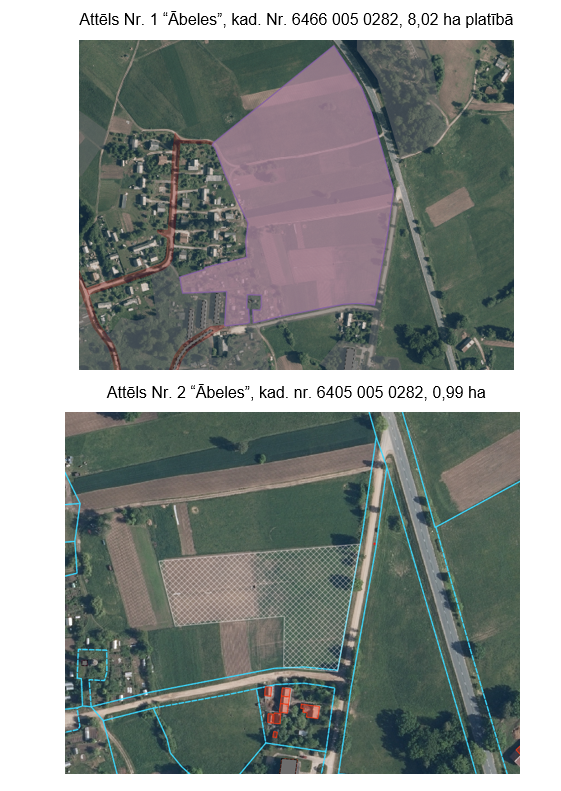 Attēls Nr. 1 “Ābeles”, kad. Nr. 6466 005 0282, 8,02 ha platībā
Attēls Nr. 2 “Ābeles”, kad. nr. 6405 005 0282, 0,99 ha